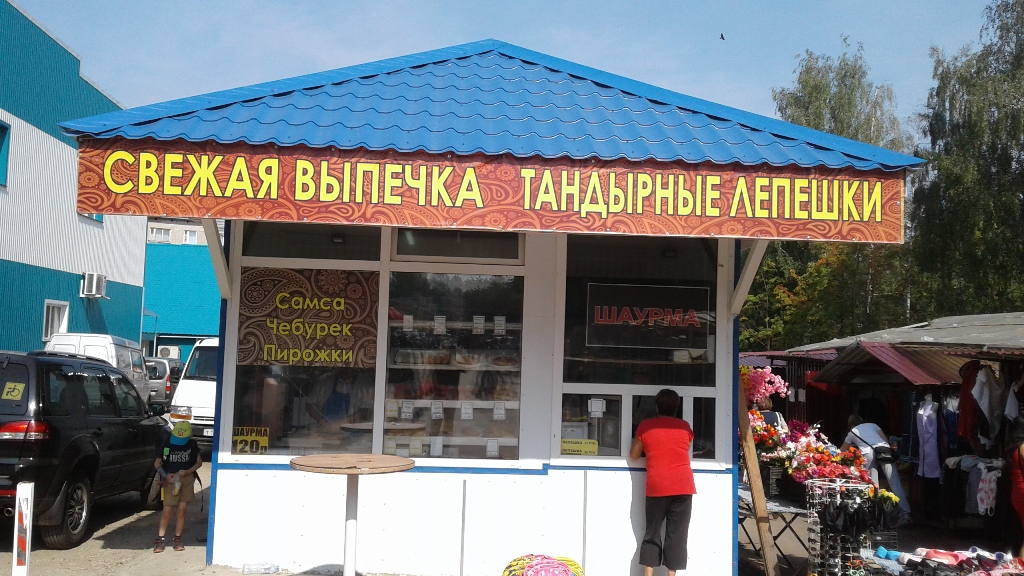 СВЕЖАЯ ВЫПЕЧКА ТАНДЫРНЫЕ ЛЕПЕШКИ
Самса
Чебурек
Пирожки
ШАУРМА
ШАУРМА
120р